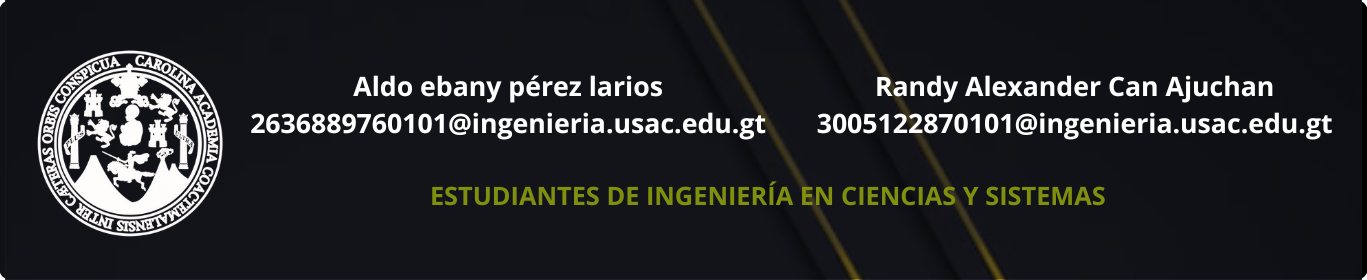 CAROLINA ACADEMIA COACTEMALENSIS INTER CÆTERAS ORBIS CONSPICUA
Aldo ebany pérez larios
2636889760101@ingenieria.usac.edu.gt
Randy Alexander Can Ajuchan
3005122870101@ingenieria.usac.edu.gt
ESTUDIANTES DE INGENIERÍA EN CIENCIAS Y SISTEMAS